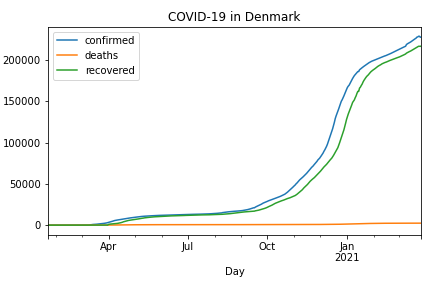 COVID-19 in Denmark
confirmed
deaths
recovered
200000
150000
100000
50000
0
Apr
Jul
Oct
Jan
2021
Day